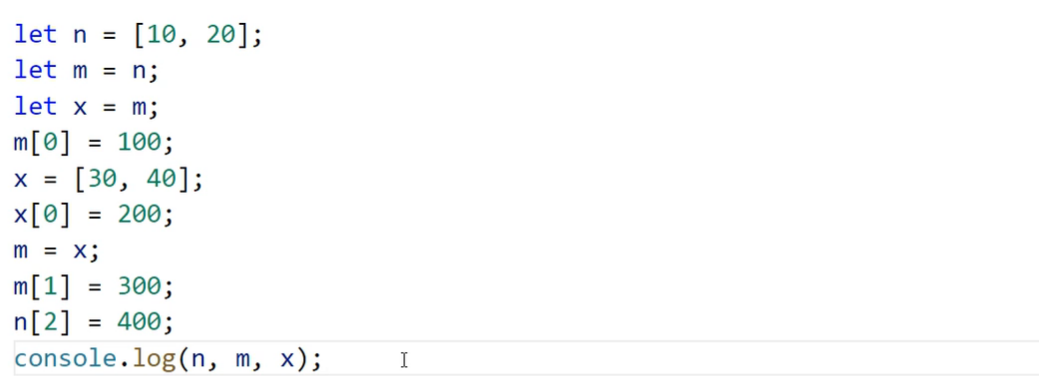 let n = [10, 20];
let m = n;
let x = m;
m[0] = 100;
x = [30, 40];
x[0] = 200;
m = x;
m[1] = 300;
n[2] = 400;
console.log(n, m, x);